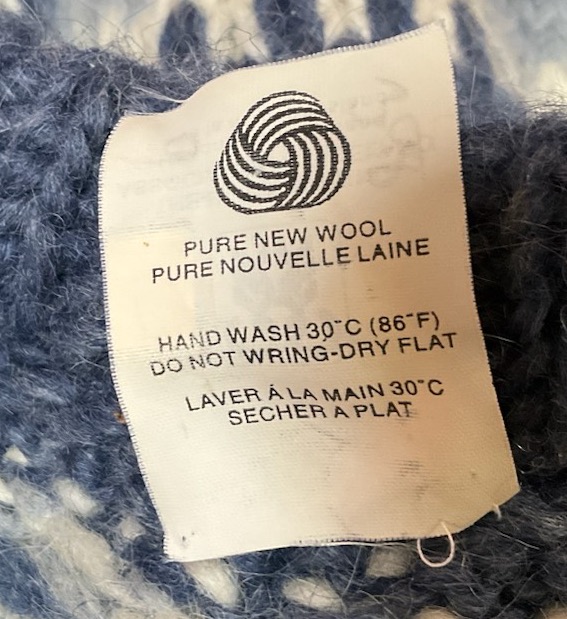 PURE NEW WOOL
PURE NOUVELLE LAINE
HAND WASH 30°C (86°F)
DO NOT WRING-DRY FLAT
LAVER Á LA MAIN 30°C
SECHER A PLAT